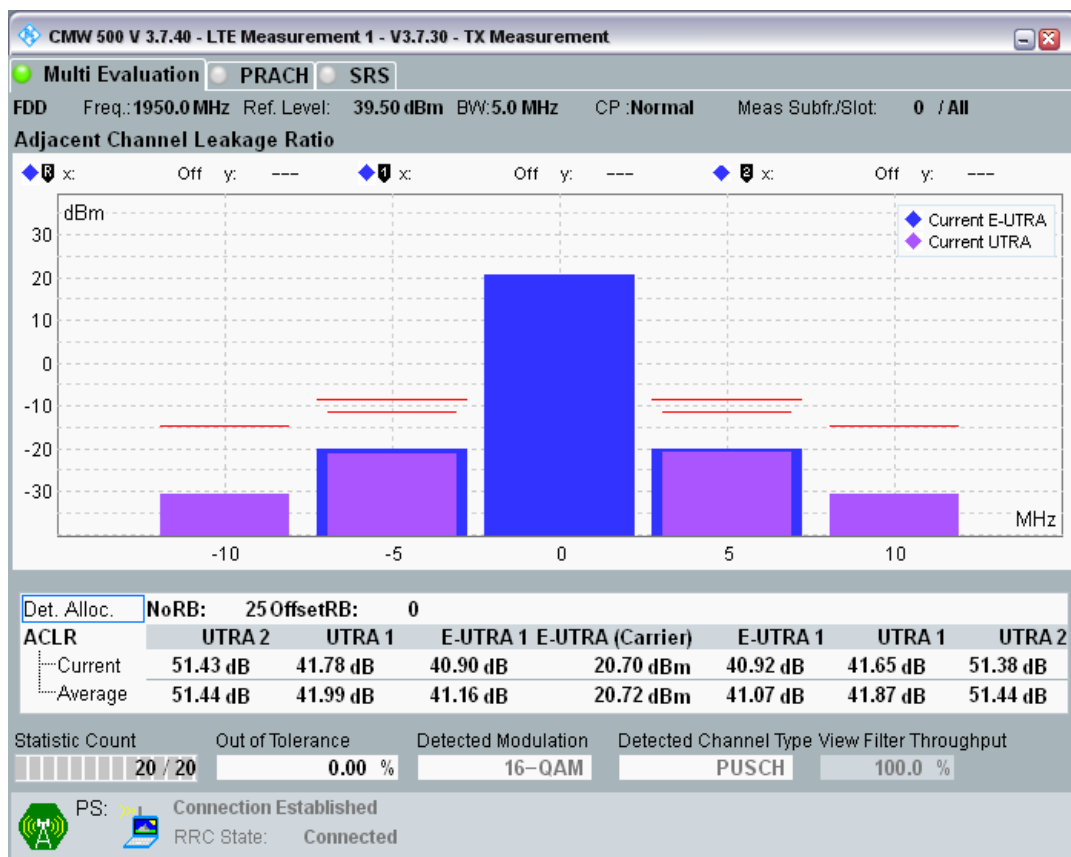 CMW 500 V 3.7.40 - LTE Measurement 1 - V3.7.30 - TX Measurement
Multi Evaluation PRACH SRS
FDD Freq.: 1950.0 MHz Ref. Level: 39.50 dBm BW: 5.0 MHz CP : Normal Meas Subfr./Slot: 0 / All
Adjacent Channel Leakage Ratio
R x: Off y: --- 1 x: Off y: --- 2 x: Off y: ---
dBm
Current E-UTRA
Current UTRA
30
20
10
0
-10
-20
-30
MHz
-10 -5 0 5 10
Det. Alloc. NoRB: 25 OffsetRB: 0
ACLR UTRA 2 UTRA 1 E-UTRA 1 E-UTRA (Carrier) E-UTRA 1 UTRA 1 UTRA 2
Current 51.43 dB 41.78 dB 40.90 dB 20.70 dBm 40.92 dB 41.65 dB 51.38 dB
Average 51.44 dB 41.99 dB 41.16 dB 20.72 dBm 41.07 dB 41.87 dB 51.44 dB
Statistic Count Out of Tolerance Detected Modulation Detected Channel Type View Filter Throughput
20 / 20 0.00 % 16-QAM PUSCH 100.0 %
PS: Connection Established
RRC State: Connected